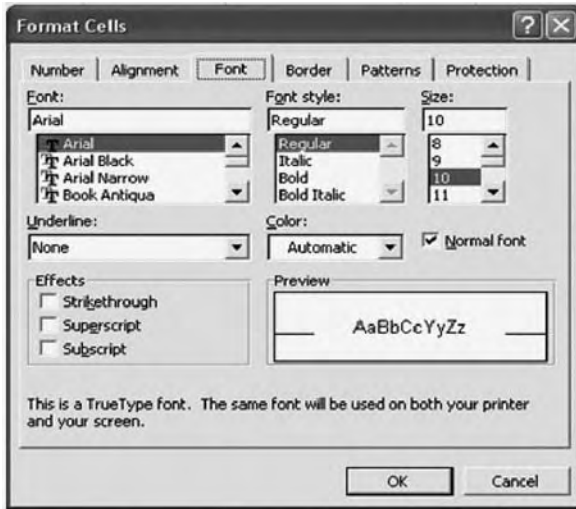 Format Cells
Number Alignment Font Border Patterns Protection
Font: Font style: Size:
Arial Regular 10
Arial Regular 8
Arial Black Italic 9
Arial Narrow Bold 10
Book Antiqua Bold Italic 11
Underline: Color:
None Automatic Normal font
Effects Preview
Strikethrough
Superscript AaBbCcYyZz
Subscript
This is a TrueType font. The same font will be used on both your printer
and your screen.
OK Cancel